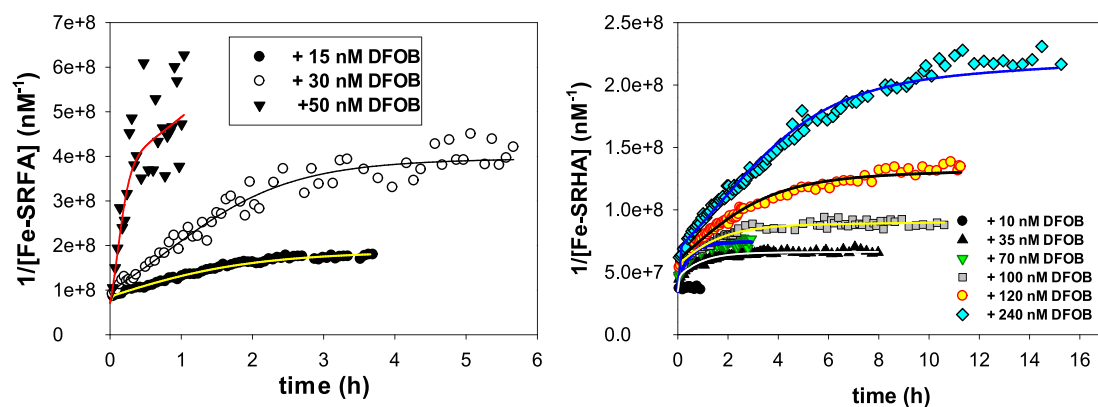 7e+8
6e+8
5e+8
4e+8
3e+8
2e+8
1e+8
0
1/[Fe-SRFA] (nM-1)
+ 15 nM DFOB
+ 30 nM DFOB
+50 nM DFOB
0 1 2 3 4 5 6
time (h)
2.5e+8
2.0e+8
1.5e+8
1.0e+8
5.0e+7
0.0
1/[Fe-SRHA] (nM-1)
+ 10 nM DFOB
+ 35 nM DFOB
+ 70 nM DFOB
+ 100 nM DFOB
+ 120 nM DFOB
+ 240 nM DFOB
0 2 4 6 8 10 12 14 16
time (h)